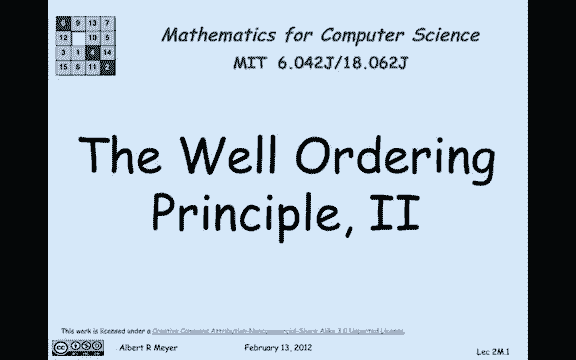 8 9 13 7
12 10 5
3 1 4 14
15 6 11 2
Mathematics for Computer Science
MIT 6.042J/18.062J
The Well Ordering
Principle, II
This work is licensed under a Creative Commons Attribution-Noncommercial-Share Alike 3.0 Unported License.
Albert R Meyer
February 13, 2012
Lec 2M.1